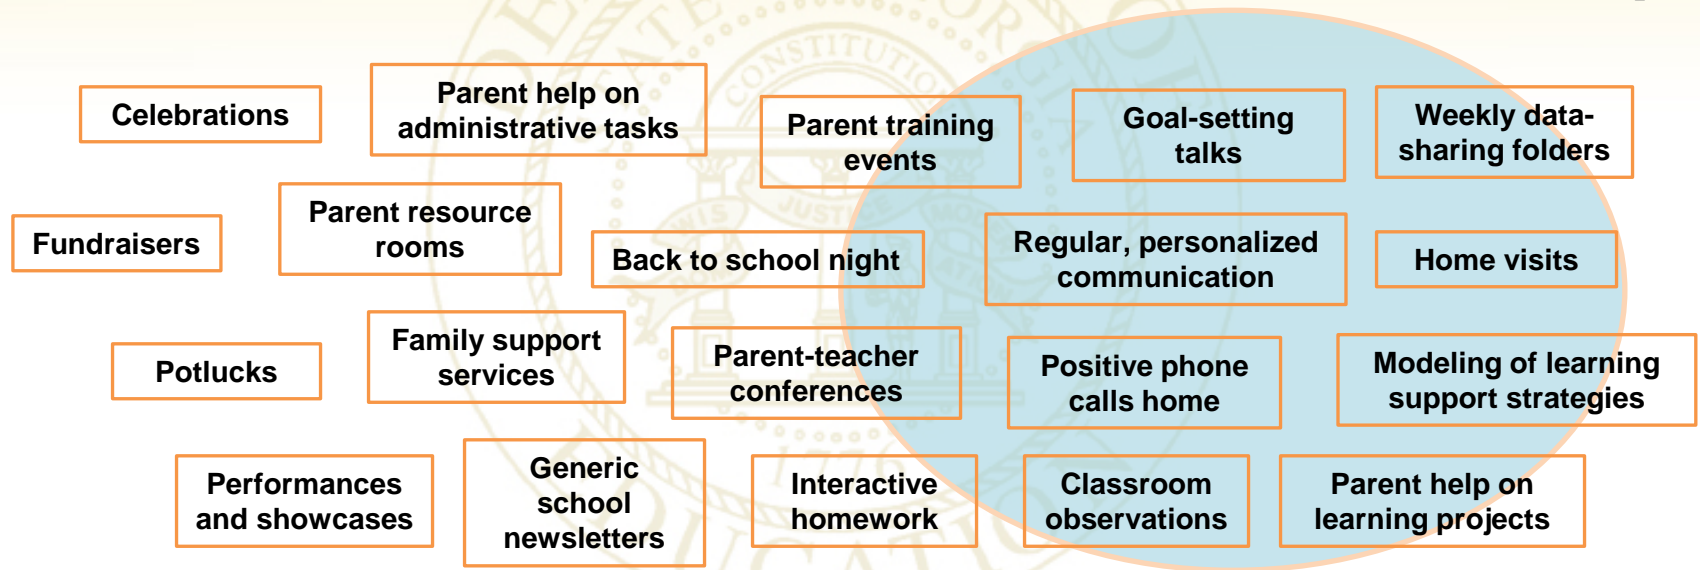 Celebrations
Parent help on
administrative tasks
Parent training
events
Goal-setting
talks
Weekly data-
sharing folders
Fundraisers
Parent resource
rooms
Back to school night
Regular, personalized
communication
Home visits
Potlucks
Family support
services
Parent-teacher
conferences
Positive phone
calls home
Modeling of learning
support strategies
Performances
and showcases
Generic
school
newsletters
Interactive
homework
Classroom
observations
Parent help on
learning projects
CONSTITUTION
JUSTICE
1776